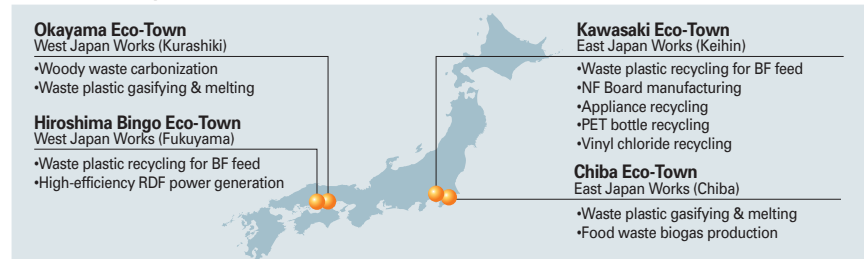 Okayama Eco-Town
West Japan Works (Kurashiki)
•Woody waste carbonization
•Waste plastic gasifying & melting
Hiroshima Bingo Eco-Town
West Japan Works (Fukuyama)
•Waste plastic recycling for BF feed
•High-efficiency RDF power generation
Kawasaki Eco-Town
East Japan Works (Keihin)
•Waste plastic recycling for BF feed
•NF Board manufacturing
•Appliance recycling
•PET bottle recycling
•Vinyl chloride recycling
Chiba Eco-Town
East Japan Works (Chiba)
•Waste plastic gasifying & melting
•Food waste biogas production